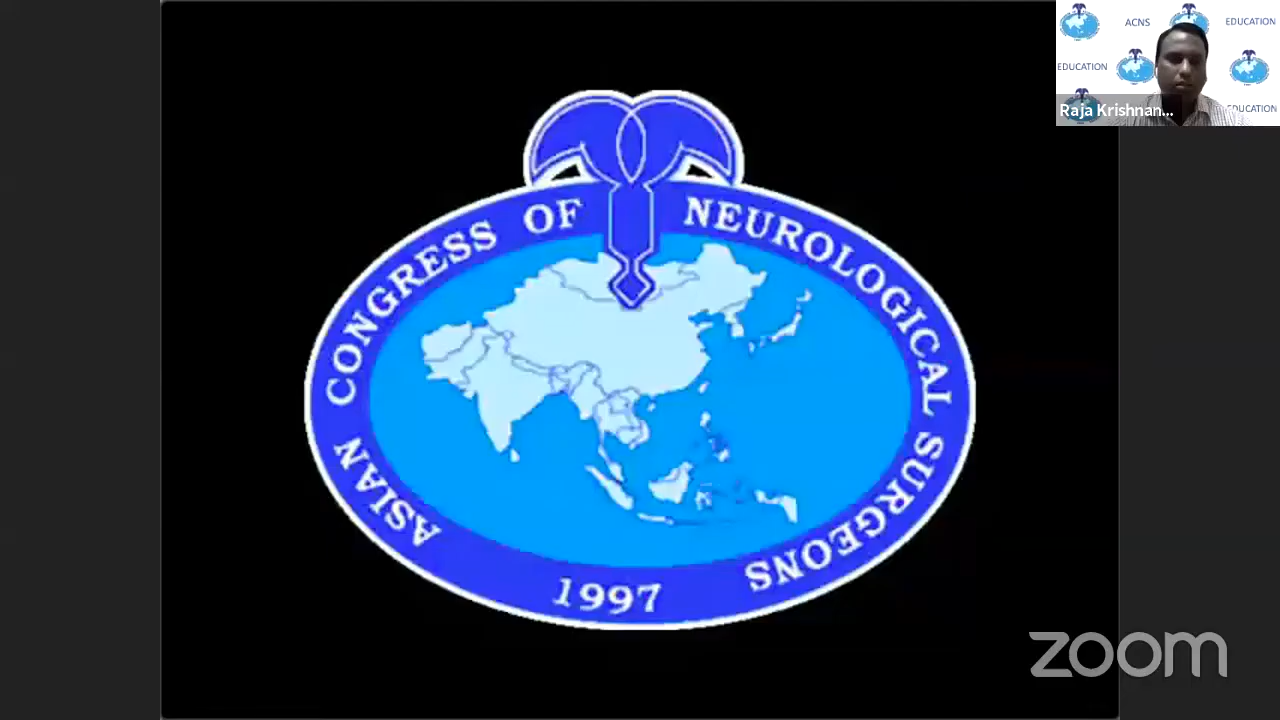 ASIAN CONGRESS OF NEUROLOGICAL SURGEONS
1997
ACNS
EDUCATION
EDUCATION
EDUCATION
Raja Krishnan...
zoom